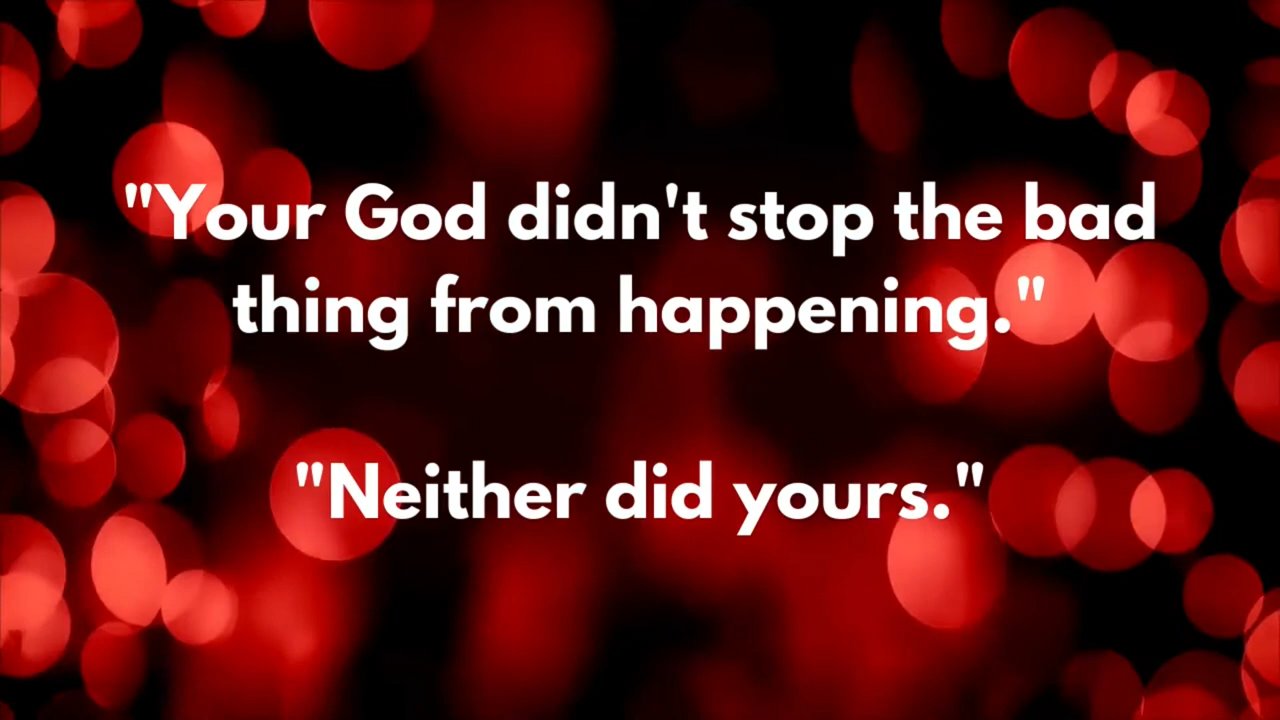 "Your God didn't stop the bad
thing from happening."
"Neither did yours."